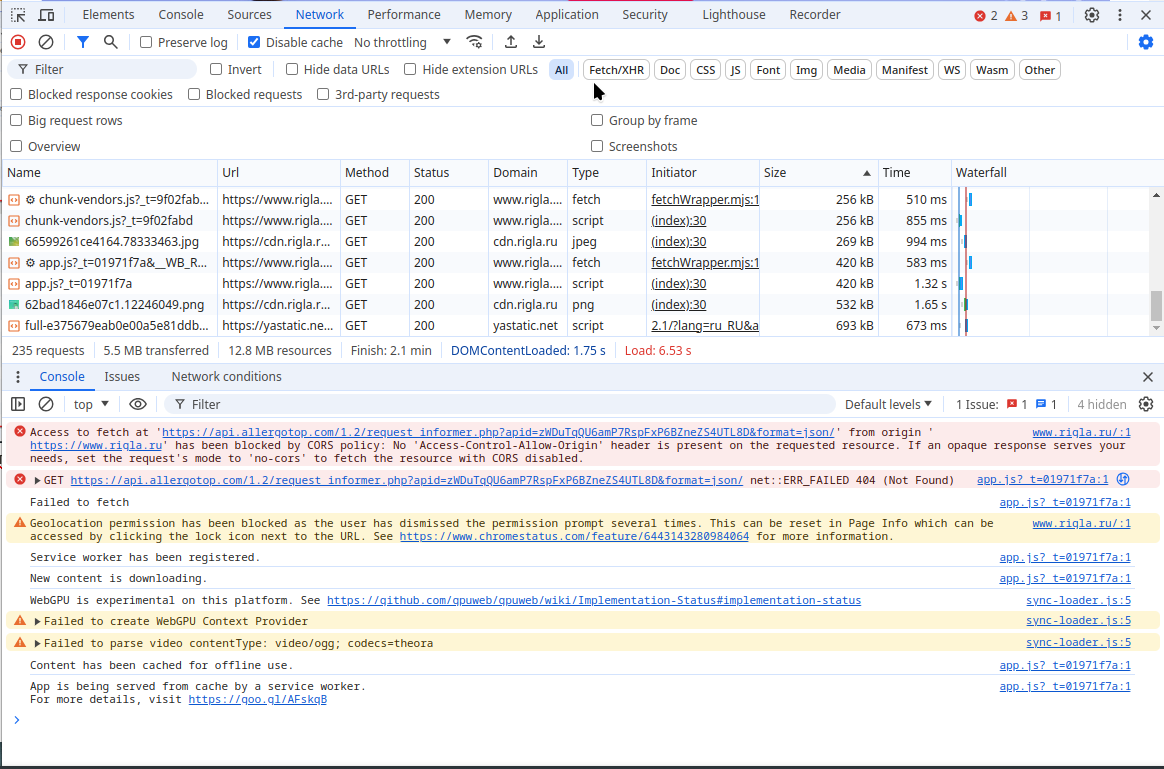 Elements Console Sources Network Performance Memory Application Security Lighthouse Recorder 2 3 1
Preserve log Disable cache No throttling
Filter Invert Hide data URLs Hide extension URLs All Fetch/XHR Doc CSS JS Font Img Media Manifest WS Wasm Other
Blocked response cookies Blocked requests 3rd-party requests
Big request rows Group by frame
Overview Screenshots
Name Url Method Status Domain Type Initiator Size Time Waterfall
chunk-vendors.js?_t=9f02fab... https://www.rigla.... GET 200 www.rigla.... fetch fetchWrapper.mjs:1 256 kB 510 ms
chunk-vendors.js?_t=9f02fabd https://www.rigla.... GET 200 www.rigla.... script (index):30 256 kB 855 ms
66599261ce4164.78333463.jpg https://cdn.rigla.r... GET 200 cdn.rigla.ru jpeg (index):30 269 kB 994 ms
app.js?_t=01971f7a&__WB_R... https://www.rigla.... GET 200 www.rigla.... fetch fetchWrapper.mjs:1 420 kB 583 ms
app.js?_t=01971f7a https://www.rigla.... GET 200 www.rigla.... script (index):30 420 kB 1.32 s
62bad1846e07c1.12246049.png https://cdn.rigla.r... GET 200 cdn.rigla.ru png (index):30 532 kB 1.65 s
full-e375679eab0e00a5e81ddb... https://yastatic.ne... GET 200 yastatic.net script 2.1/?lang=ru_RU&a 693 kB 673 ms
235 requests 5.5 MB transferred 12.8 MB resources Finish: 2.1 min DOMContentLoaded: 1.75 s Load: 6.53 s
Console Issues Network conditions
top Filter Default levels 1 Issue: 1 1 4 hidden
Access to fetch at 'https://api.allergotop.com/1.2/request_informer.php?apid=zWDuTqQU6amP7RspFxP6BZneZS4UTL8D&format=json/' from origin ' www.rigla.ru/:1
https://www.rigla.ru' has been blocked by CORS policy: No 'Access-Control-Allow-Origin' header is present on the requested resource. If an opaque response serves your
needs, set the request's mode to 'no-cors' to fetch the resource with CORS disabled.
GET https://api.allergotop.com/1.2/request_informer.php?apid=zWDuTqQU6amP7RspFxP6BZneZS4UTL8D&format=json/ net::ERR_FAILED 404 (Not Found) app.js?_t=01971f7a:1
Failed to fetch app.js?_t=01971f7a:1
Geolocation permission has been blocked as the user has dismissed the permission prompt several times. This can be reset in Page Info which can be www.rigla.ru/:1
accessed by clicking the lock icon next to the URL. See https://www.chromestatus.com/feature/6443143280984064 for more information.
Service worker has been registered. app.js?_t=01971f7a:1
New content is downloading. app.js?_t=01971f7a:1
WebGPU is experimental on this platform. See https://github.com/gpuweb/gpuweb/wiki/Implementation-Status#implementation-status sync-loader.js:5
Failed to create WebGPU Context Provider sync-loader.js:5
Failed to parse video contentType: video/ogg; codecs=theora sync-loader.js:5
Content has been cached for offline use. app.js?_t=01971f7a:1
App is being served from cache by a service worker. app.js?_t=01971f7a:1
For more details, visit https://goo.gl/AFskqB